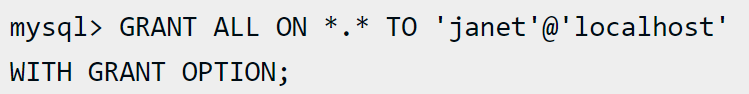 mysql> GRANT ALL ON *.* TO 'janet'@'localhost'
WITH GRANT OPTION;